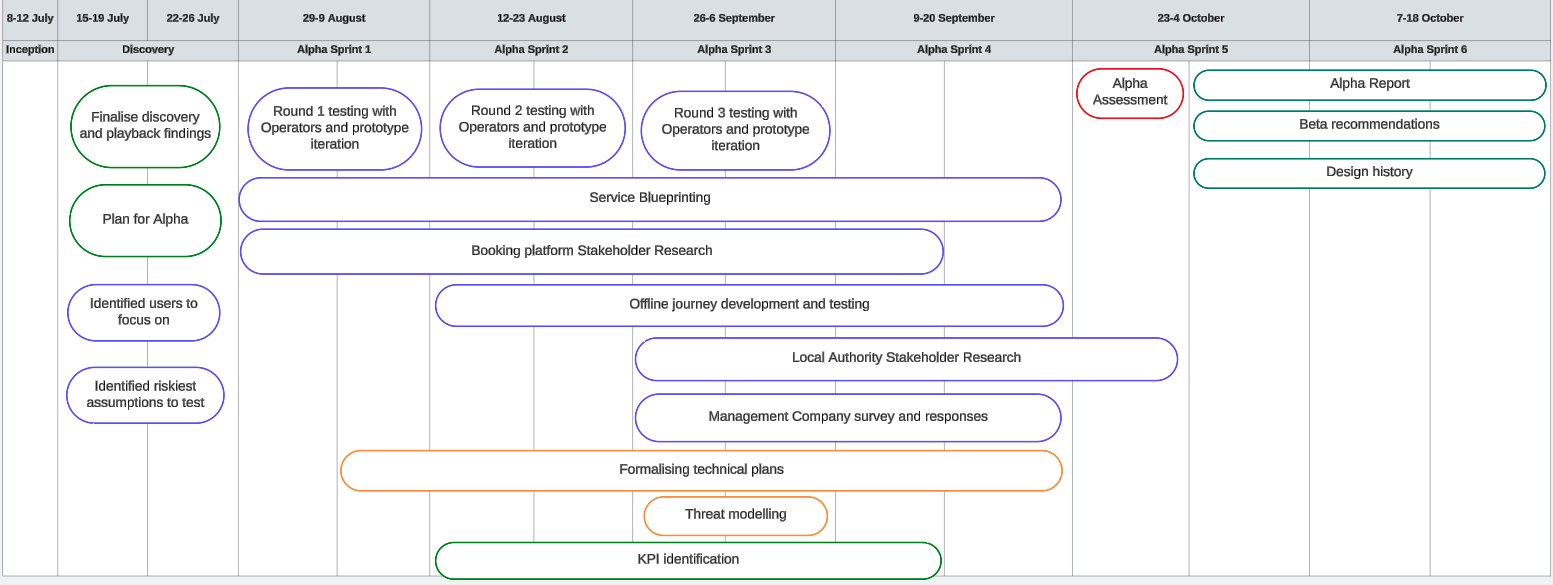 8-12 July
15-19 July
22-26 July
29-9 August
12-23 August
26-6 September
9-20 September
23-4 October
7-18 October
Inception
Discovery
Alpha Sprint 1
Alpha Sprint 2
Alpha Sprint 3
Alpha Sprint 4
Alpha Sprint 5
Alpha Sprint 6
Finalise discovery
and playback findings
Round 1 testing with
Operators and prototype
iteration
Round 2 testing with
Operators and prototype
iteration
Round 3 testing with
Operators and prototype
iteration
Alpha
Assessment
Alpha Report
Beta recommendations
Design history
Plan for Alpha
Service Blueprinting
Booking platform Stakeholder Research
Identified users to
focus on
Offline journey development and testing
Local Authority Stakeholder Research
Identified riskiest
assumptions to test
Management Company survey and responses
Formalising technical plans
Threat modelling
KPI identification